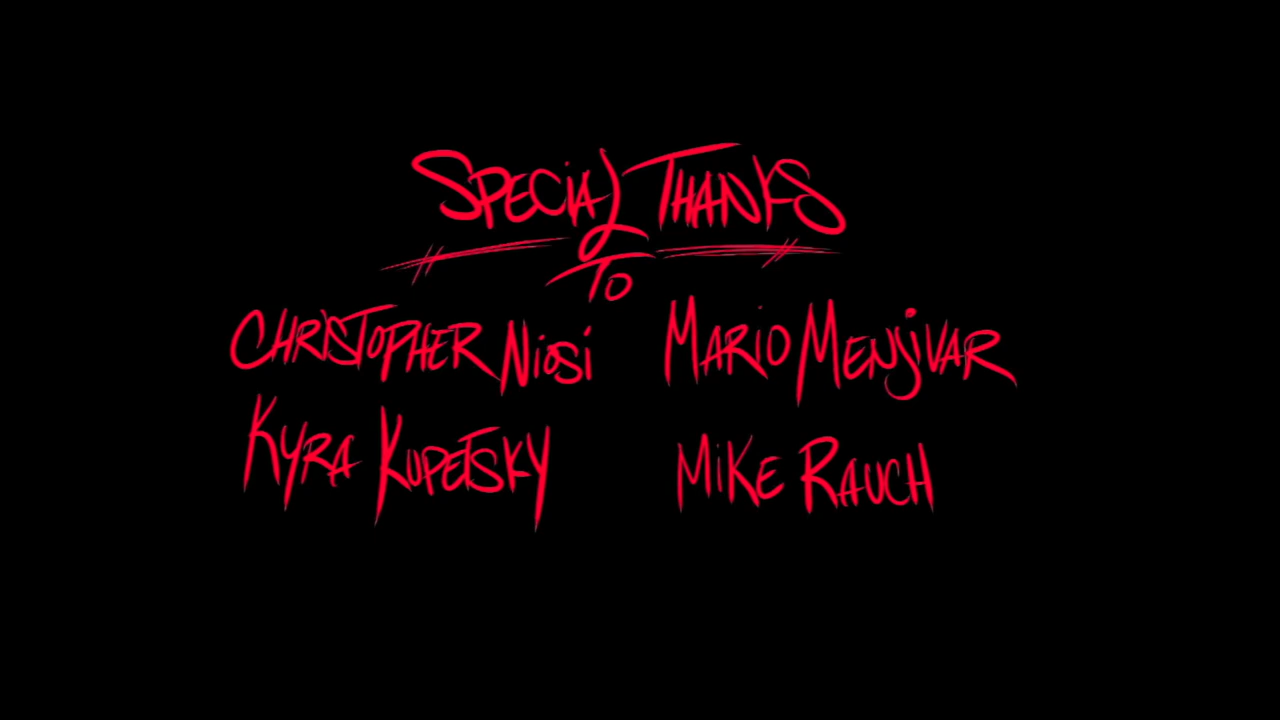 Special Thanks
To
Christopher Niosi
Mario Menjivar
Kyra Kupetsky
Mike Rauch